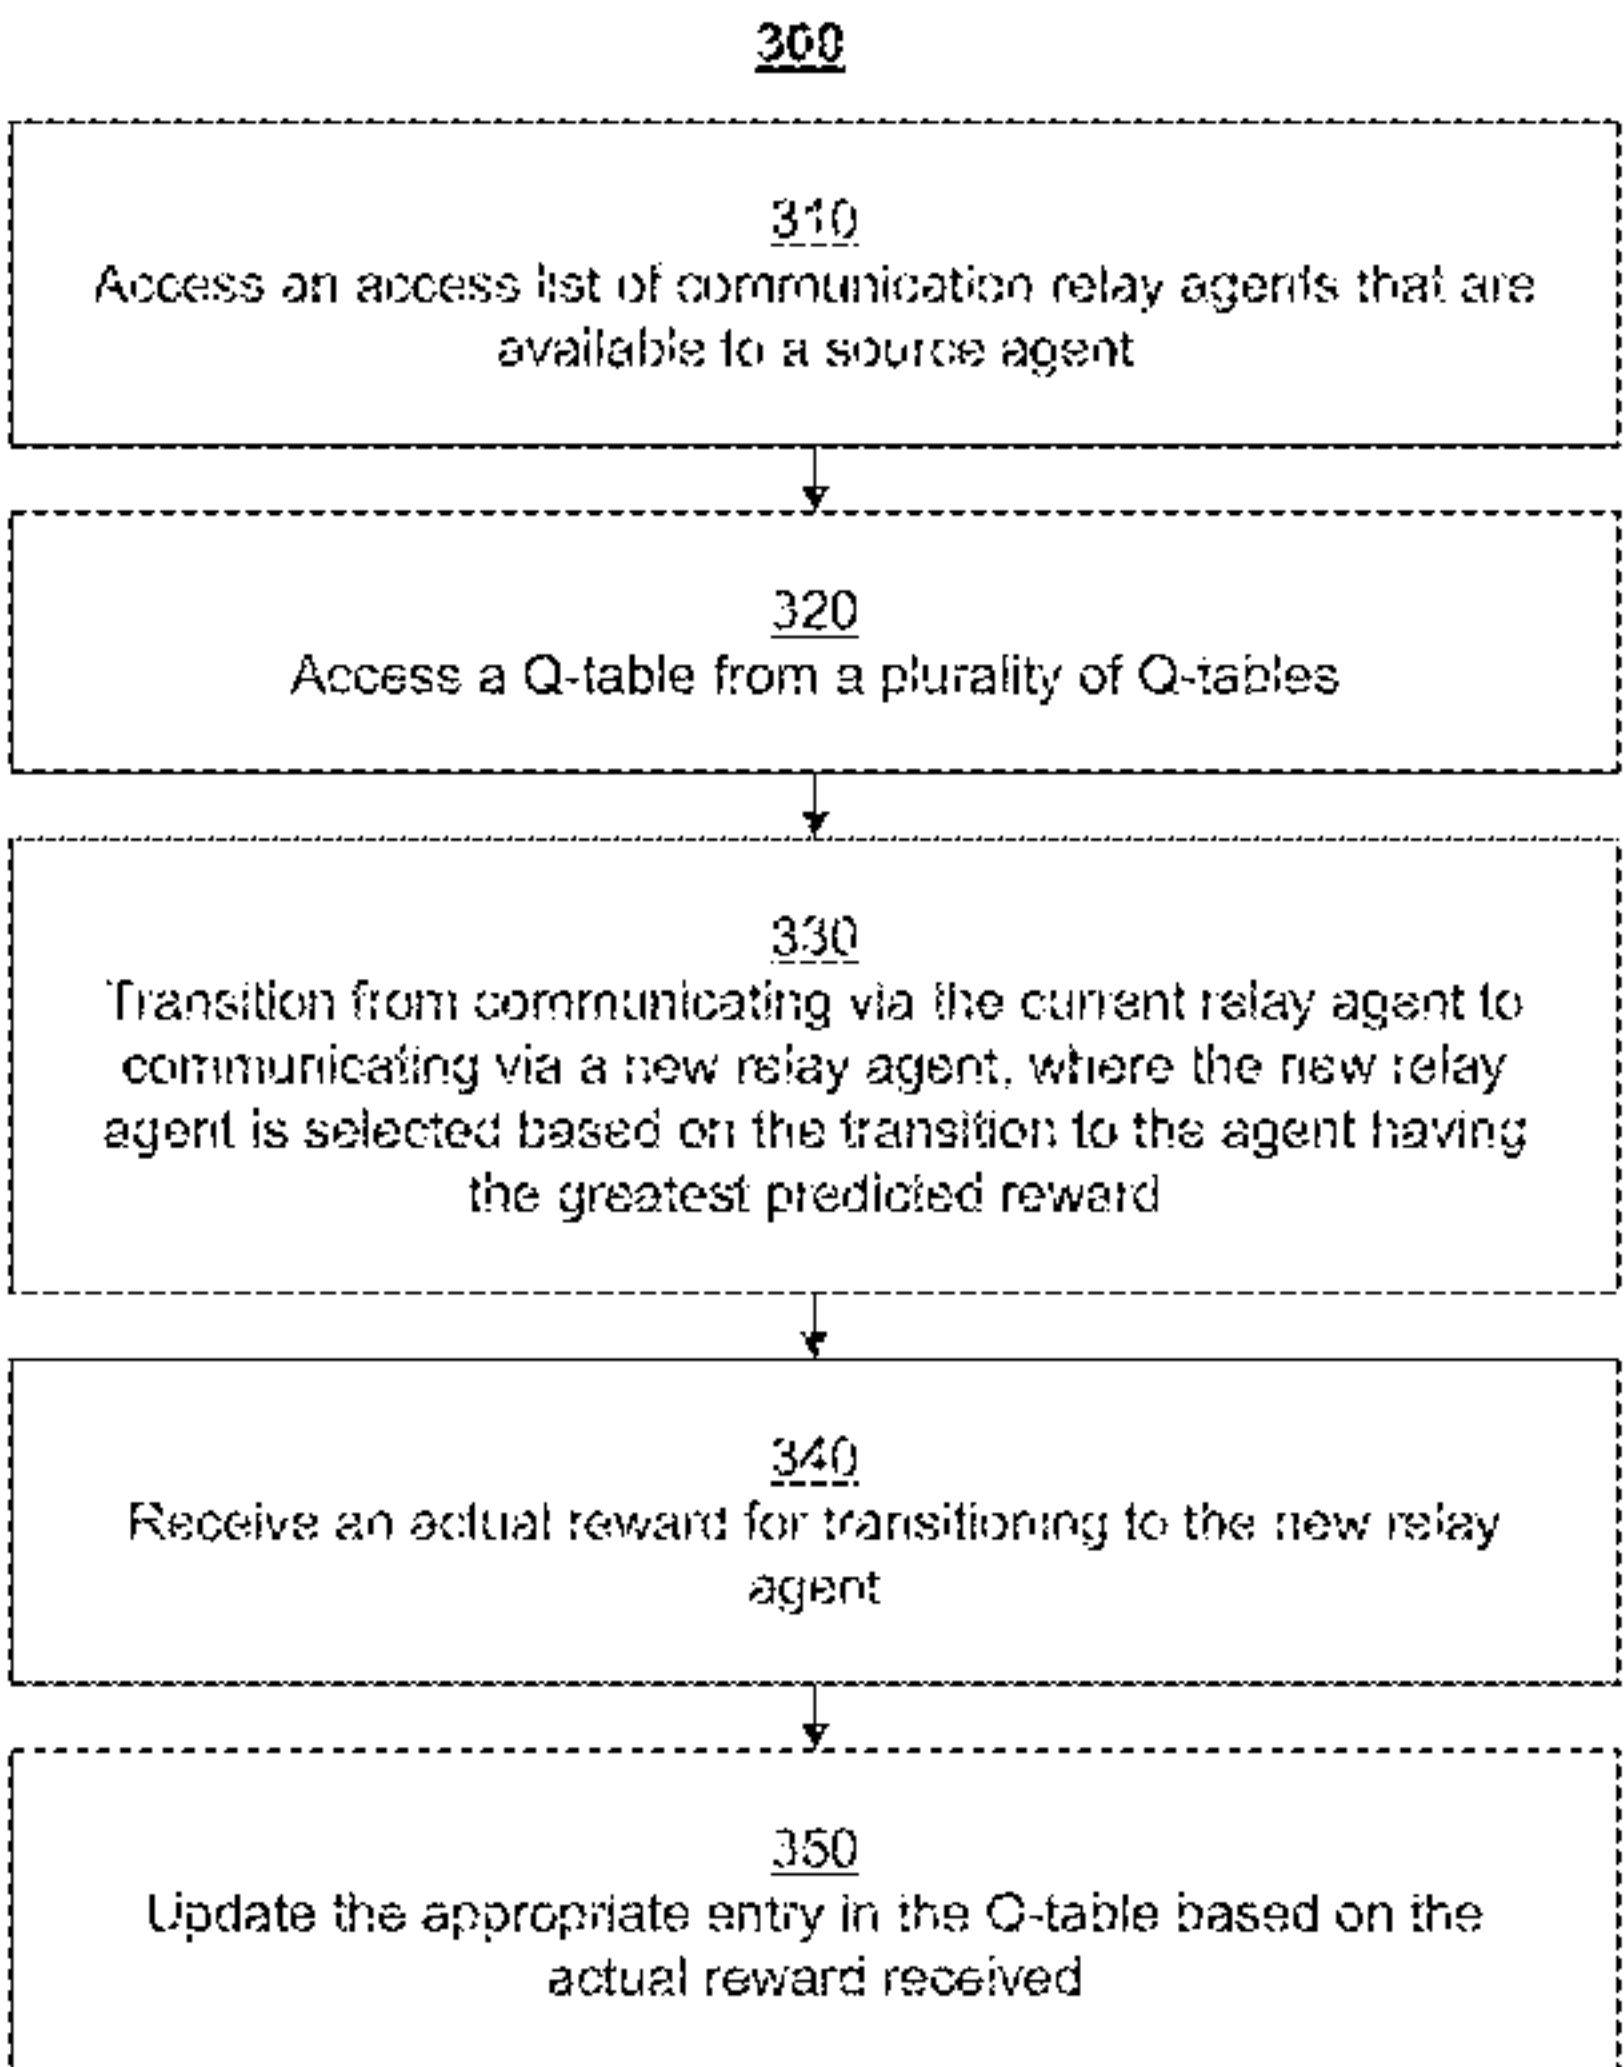 300
310
Access an access list of communication relay agents that are
available to a source agent
320
Access a Q-table from a plurality of Q-tables
330
Transition from communicating via the current relay agent to
communicating via a new relay agent, where the new relay
agent is selected based on the transition to the agent having
the greatest predicted reward
340
Receive an actual reward for transitioning to the new relay
agent
350
Update the appropriate entry in the Q-table based on the
actual reward received